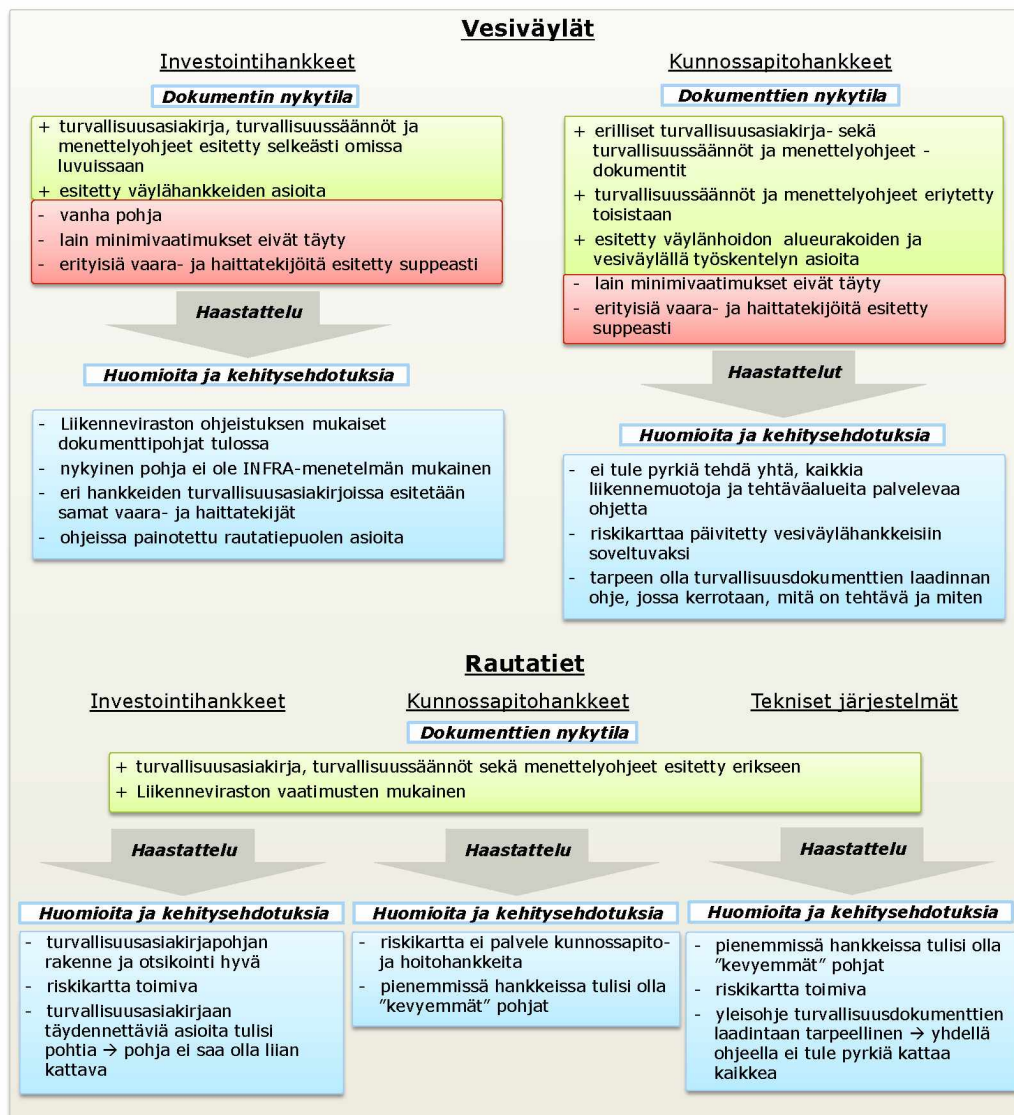 Vesiväylät
Investointihankkeet
Dokumentin nykytila
+ turvallisuusasiakirja, turvallisuussäännöt ja
menettelyohjeet esitetty selkeästi omissa
luvuissaan
+ esitetty väylähankkeiden asioita
- vanha pohja
- lain minimivaatimukset eivät täyty
- erityisiä vaara- ja haittatekijöitä esitetty suppeasti
Haastattelu
Huomioita ja kehitysehdotuksia
- Liikenneviraston ohjeistuksen mukaiset
dokumenttipohjat tulossa
- nykyinen pohja ei ole INFRA-menetelmän mukainen
- eri hankkeiden turvallisuusasiakirjoissa esitetään
samat vaara- ja haittatekijät
- ohjeissa painotettu rautatiepuolen asioita
Kunnossapitohankkeet
Dokumenttien nykytila
+ erilliset turvallisuusasiakirja- sekä
turvallisuussäännöt ja menettelyohjeet -
dokumentit
+ turvallisuussäännöt ja menettelyohjeet eriytetty
toisistaan
+ esitetty väylänhoidon alueurakoiden ja
vesiväylällä työskentelyn asioita
- lain minimivaatimukset eivät täyty
- erityisiä vaara- ja haittatekijöitä esitetty
suppeasti
Haastattelut
Huomioita ja kehitysehdotuksia
- ei tule pyrkiä tehdä yhtä, kaikkia
liikennemuotoja ja tehtäväalueita palvelevaa
ohjetta
- riskikarttaa päivitetty vesiväylähankkeisiin
soveltuvaksi
- tarpeen olla turvallisuusdokumenttien laadinnan
ohje, jossa kerrotaan, mitä on tehtävä ja miten
Rautatiet
Investointihankkeet
Kunnossapitohankkeet
Tekniset järjestelmät
Dokumenttien nykytila
+ turvallisuusasiakirja, turvallisuussäännöt sekä menettelyohjeet esitetty erikseen
+ Liikenneviraston vaatimusten mukainen
Haastattelu
Huomioita ja kehitysehdotuksia
- turvallisuusasiakirjapohjan
rakenne ja otsikointi hyvä
- riskikartta toimiva
- turvallisuusasiakirjaan
täydennettäviä asioita tulisi
pohtia → pohja ei saa olla liian
kattava
Haastattelu
Huomioita ja kehitysehdotuksia
- riskikartta ei palvele kunnossapito-
ja hoitohankkeita
- pienemmissä hankkeissa tulisi olla
”kevyemmät” pohjat
Haastattelu
Huomioita ja kehitysehdotuksia
- pienemmissä hankkeissa tulisi olla
”kevyemmät” pohjat
- riskikartta toimiva
- yleisohje turvallisuusdokumenttien
laadintaan tarpeellinen → yhdellä
ohjeella ei tule pyrkiä kattaa
kaikkea